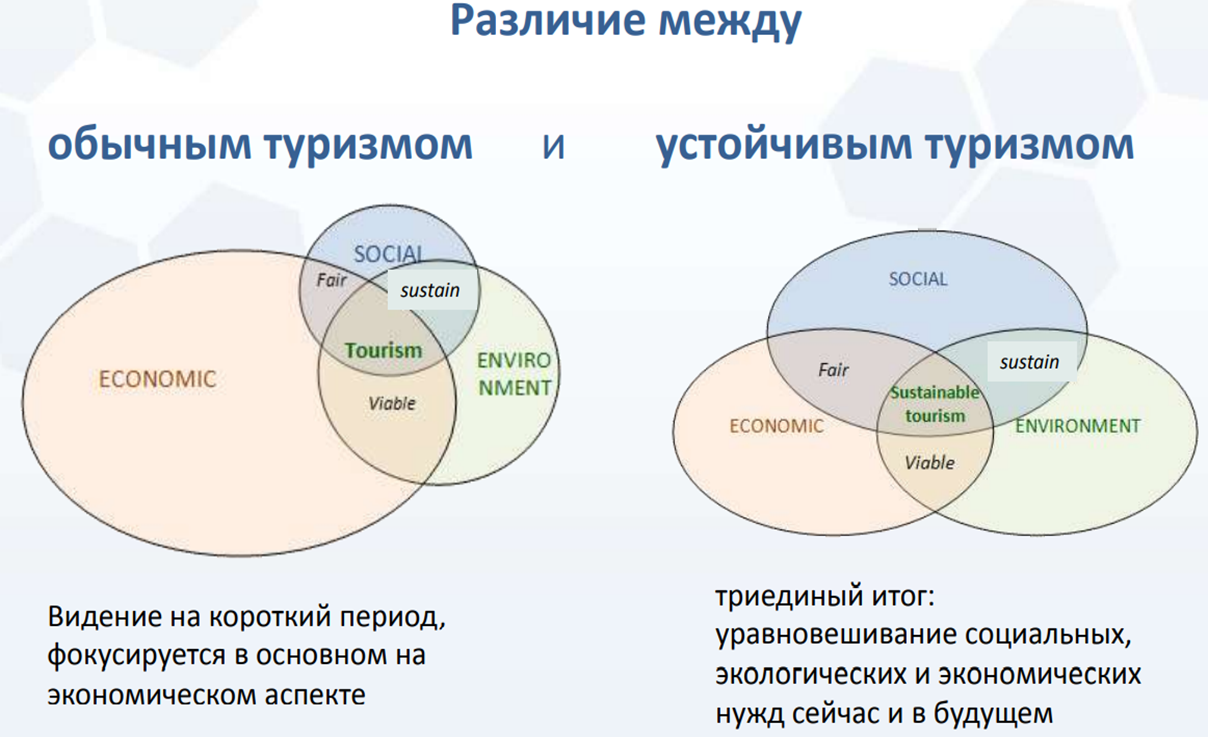 Различие между
обычным туризмом и устойчивым туризмом
SOCIAL
Fair
sustain
Tourism
ECONOMIC
ENVIRO
NMENT
Viable
SOCIAL
Fair
sustain
Sustainable
tourism
ECONOMIC
ENVIRONMENT
Viable
Видение на короткий период,
фокусируется в основном на
экономическом аспекте
триединый итог:
уравновешивание социальных,
экологических и экономических
нужд сейчас и в будущем